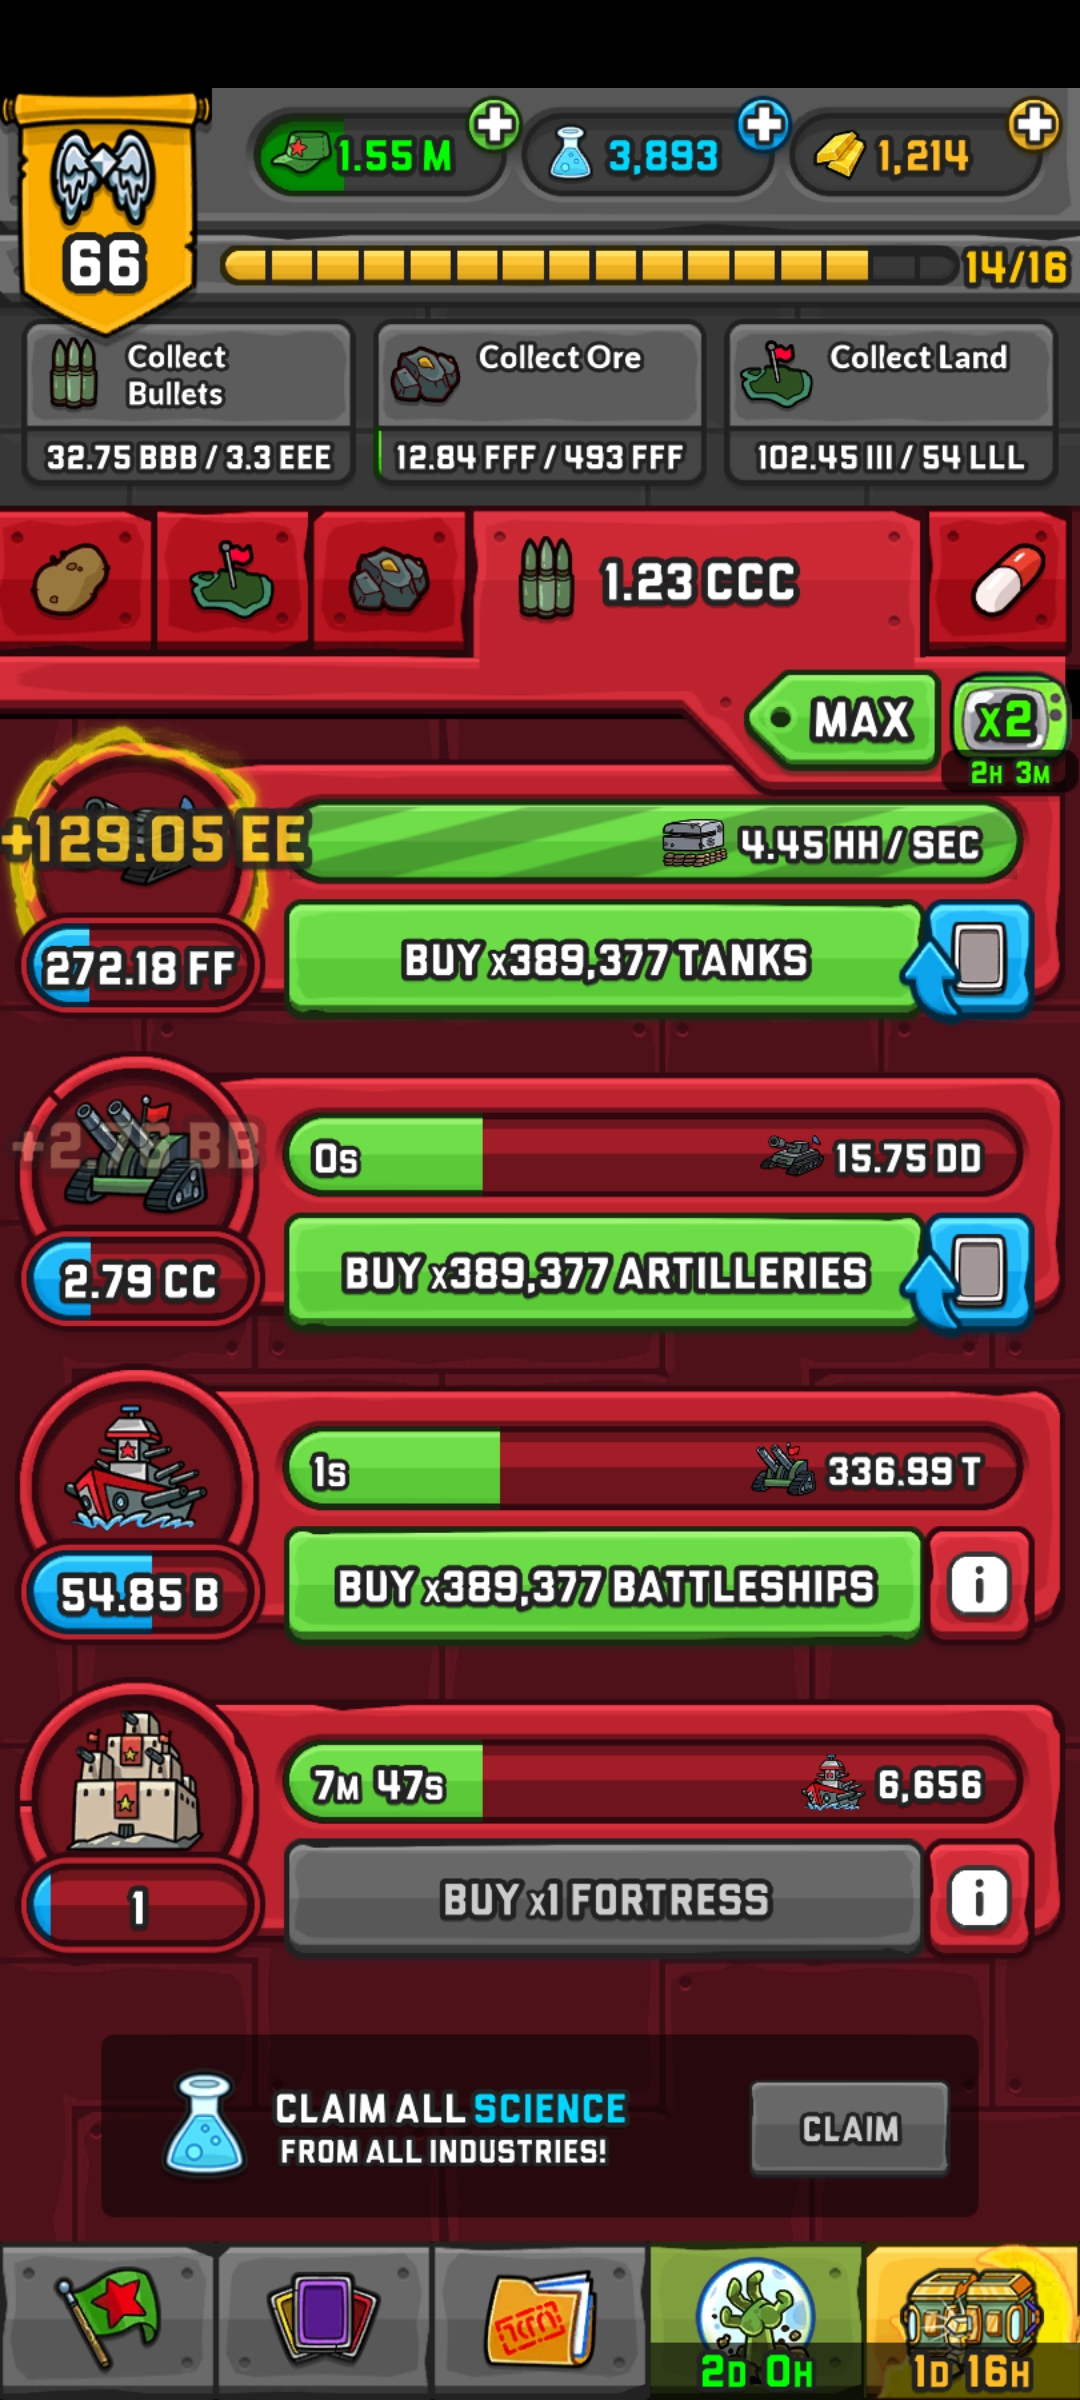 66
1.55 M
3,893
1,214
14/16
Collect
Bullets
32.75 BBB / 3.3 EEE
Collect Ore
12.84 FFF / 493 FFF
Collect Land
102.45 III / 54 LLL
1.23 CCC
MAX
x2
2H 3M
+129.05 EE
4.45 HH / SEC
272.18 FF
BUY x389,377 TANKS
0s
15.75 DD
2.79 CC
BUY x389,377 ARTILLERIES
1s
336.99 T
54.85 B
BUY x389,377 BATTLESHIPS
i
7M 47s
6,656
1
BUY x1 FORTRESS
i
CLAIM ALL SCIENCE
FROM ALL INDUSTRIES!
CLAIM
2D 0H
1D 16H